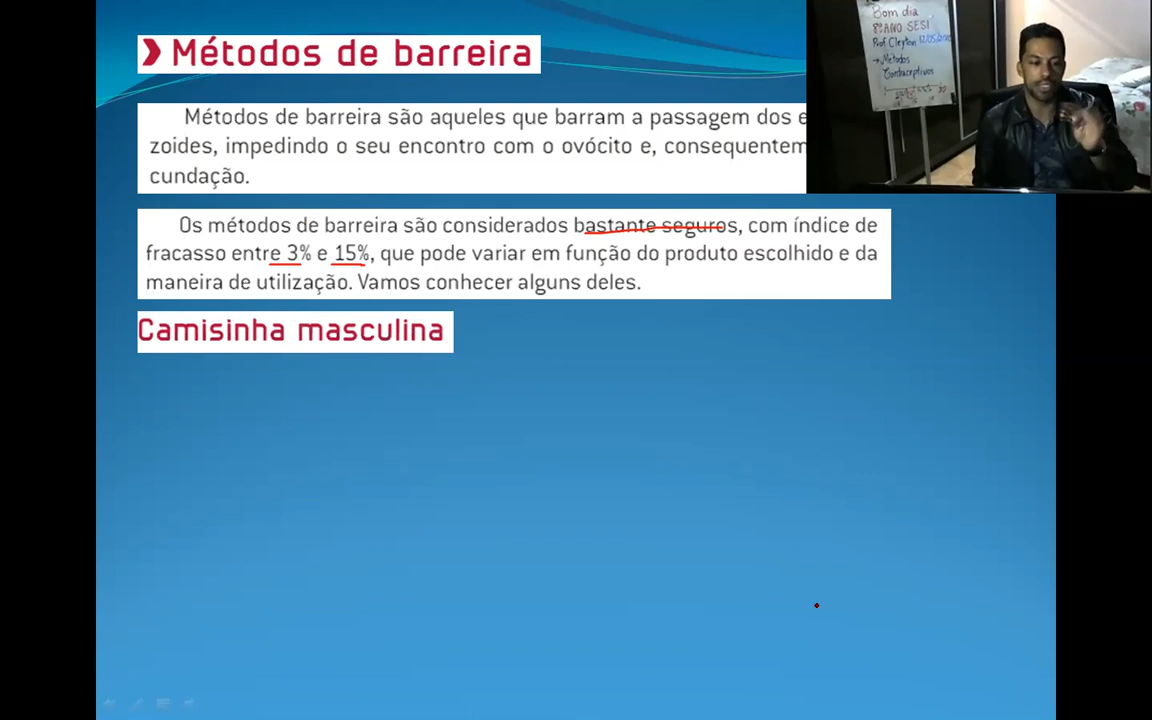 Métodos de barreira
Métodos de barreira são aqueles que barram a passagem dos e
zoides, impedindo o seu encontro com o ovócito e, consequentem
cundação.
Os métodos de barreira são considerados bastante seguros, com índice de
fracasso entre 3% e 15%, que pode variar em função do produto escolhido e da
maneira de utilização. Vamos conhecer alguns deles.
Camisinha masculina
Bom dia
8º ANO SESI
Prof Cleyton
→ Métodos
Contraceptivos